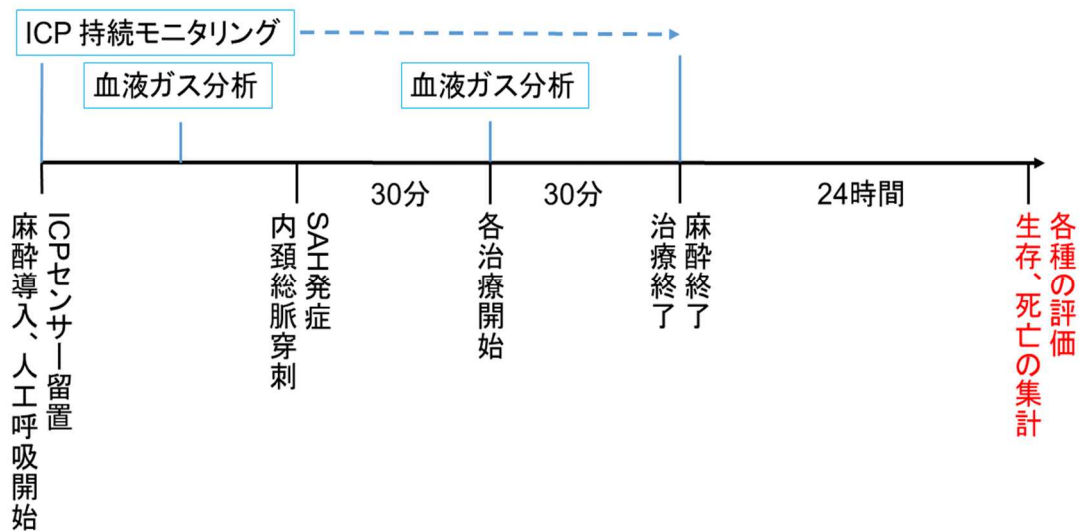 ICP 持続モニタリング
血液ガス分析
血液ガス分析
30分
30分
24時間
ICPセンサー留置
麻酔導入、人工呼吸開始
SAH発症
内頚総脈穿刺
各治療開始
麻酔終了
治療終了
各種の評価
生存、死亡の集計